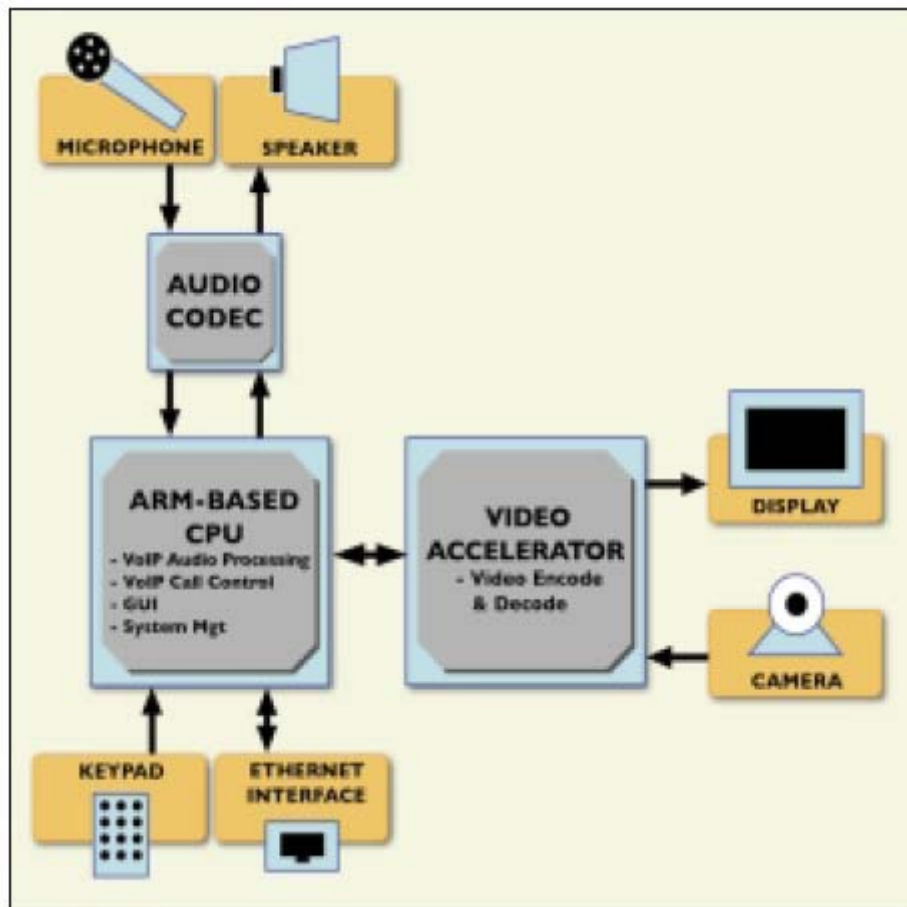 MICROPHONE
SPEAKER
AUDIO
CODEC
ARM-BASED
CPU
- VoIP Audio Processing
- VoIP Call Control
- GUI
- System Mgt
VIDEO
ACCELERATOR
- Video Encode
& Decode
DISPLAY
CAMERA
KEYPAD
ETHERNET
INTERFACE